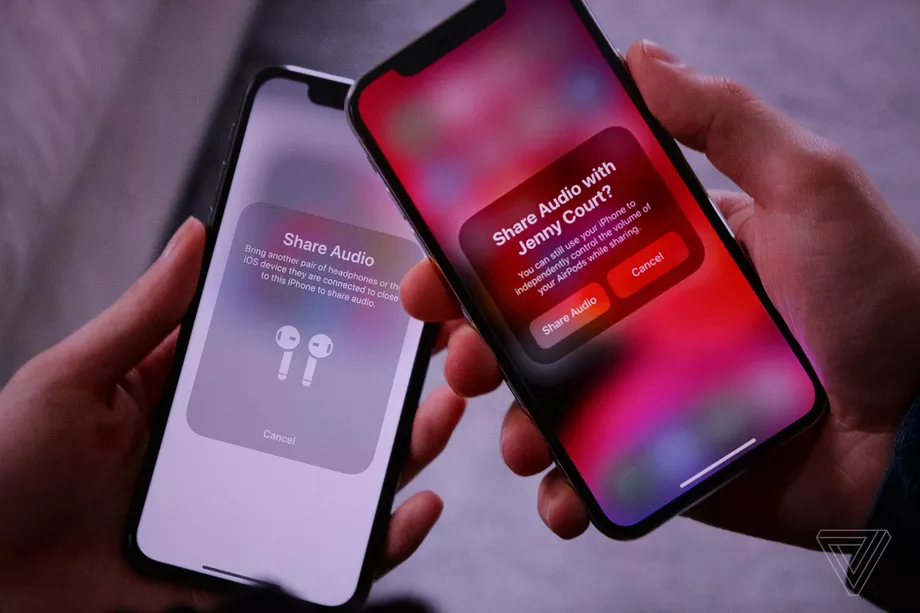 Share Audio
Bring another pair of headphones or the
iOS device they are connected to close
to this iPhone to share audio.
Cancel
Share Audio with
Jenny Court?
You can still use your iPhone to
independently control the volume of
your AirPods while sharing.
Share Audio
Cancel